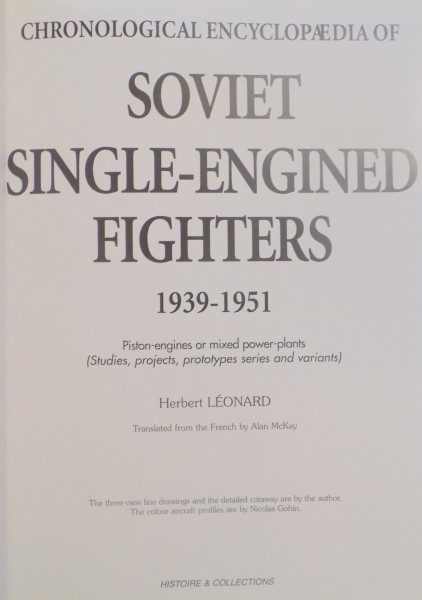 CHRONOLOGICAL ENCYCLOPÆDIA OF
SOVIET
SINGLE-ENGINED
FIGHTERS
1939-1951
Piston-engines or mixed power-plants
(Studies, projects, prototypes series and variants)
Herbert LÉONARD
Translated from the French by Alan McKay
The three-view line drawings and the detailed cutaway are by the author.
The colour aircraft profiles are by Nicolas Gohin.
HISTOIRE & COLLECTIONS